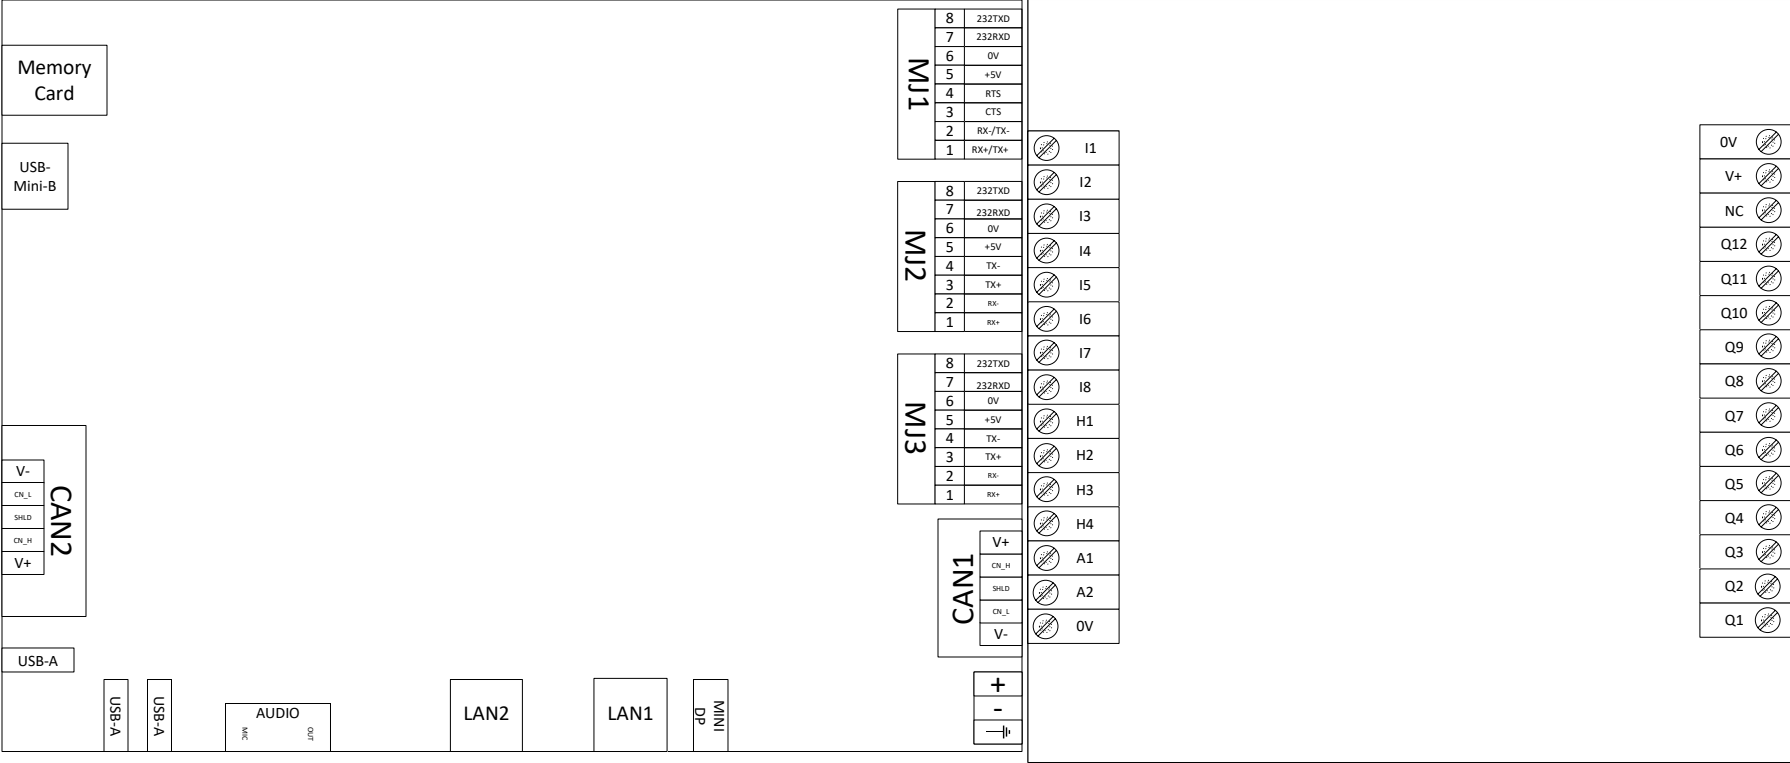 Memory
Card
USB-
Mini-B
CAN2
V-
CN_L
SHLD
CN_H
V+
USB-A
USB-A
USB-A
AUDIO
MIC
OUT
LAN2
LAN1
MINI
DP
MJ1
8 232TXD
7 232RXD
6 0V
5 +5V
4 RTS
3 CTS
2 RX-/TX-
1 RX+/TX+
MJ2
8 232TXD
7 232RXD
6 0V
5 +5V
4 TX-
3 TX+
2 RX-
1 RX+
MJ3
8 232TXD
7 232RXD
6 0V
5 +5V
4 TX-
3 TX+
2 RX-
1 RX+
CAN1
V+
CN_H
SHLD
CN_L
V-
+
-
I1
I2
I3
I4
I5
I6
I7
I8
H1
H2
H3
H4
A1
A2
0V
0V
V+
NC
Q12
Q11
Q10
Q9
Q8
Q7
Q6
Q5
Q4
Q3
Q2
Q1